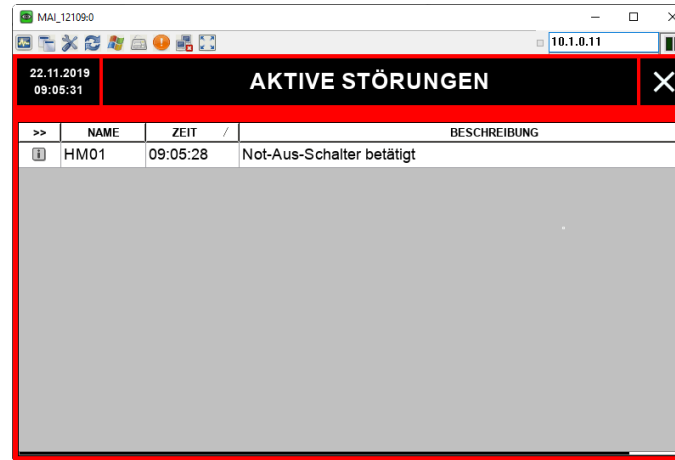 MAI_12109:0
10.1.0.11
22.11.2019
09:05:31
AKTIVE STÖRUNGEN
>> NAME ZEIT / BESCHREIBUNG
HM01 09:05:28 Not-Aus-Schalter betätigt